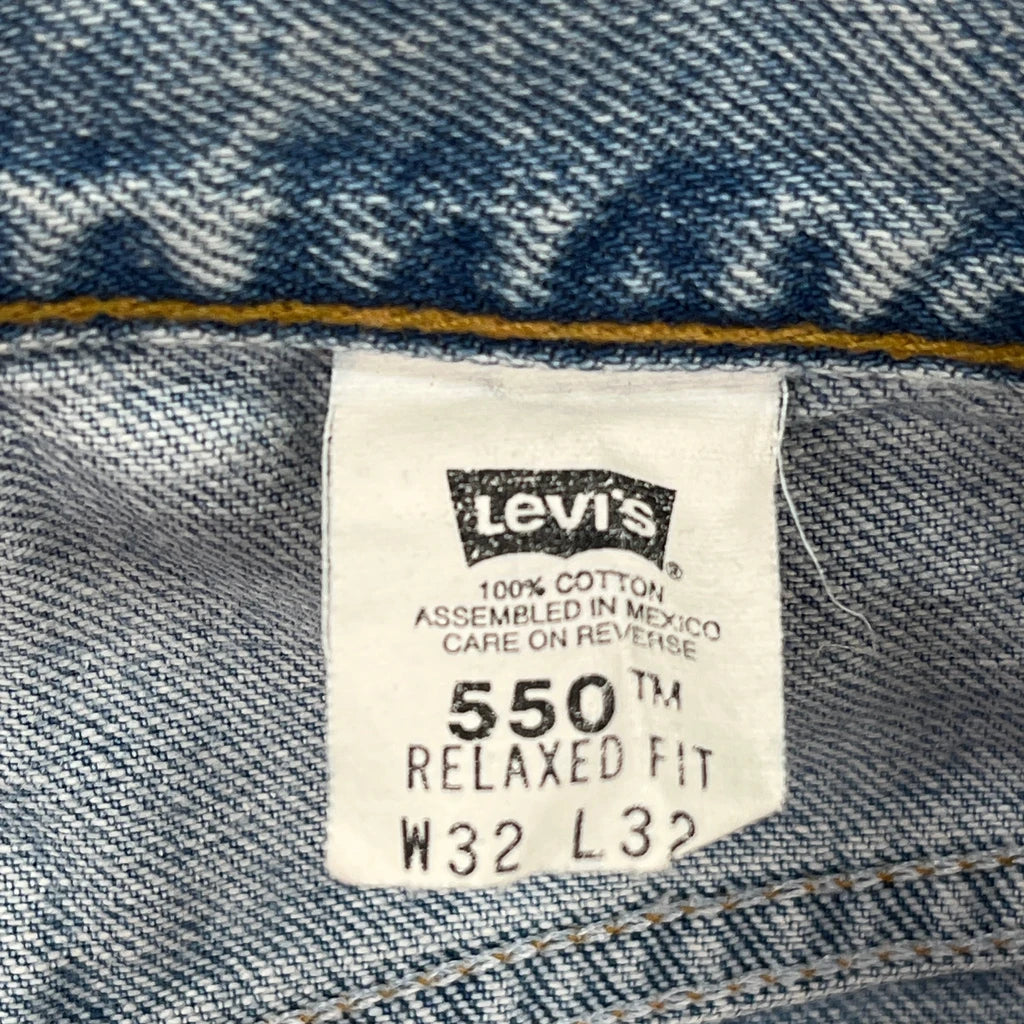 Levi's®
100% COTTON
ASSEMBLED IN MEXICO
CARE ON REVERSE
550™
RELAXED FIT
W32 L32